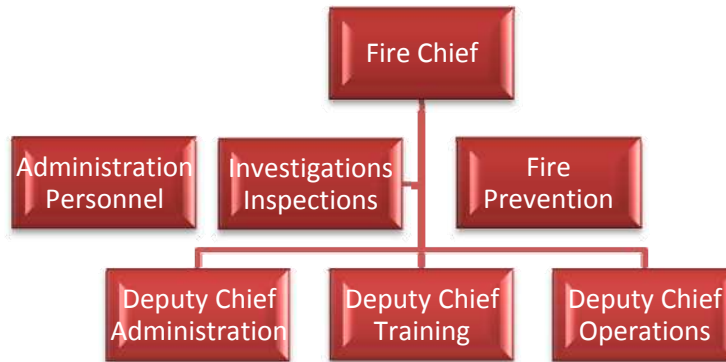 Fire Chief
Administration
Personnel
Investigations
Inspections
Fire
Prevention
Deputy Chief
Administration
Deputy Chief
Training
Deputy Chief
Operations